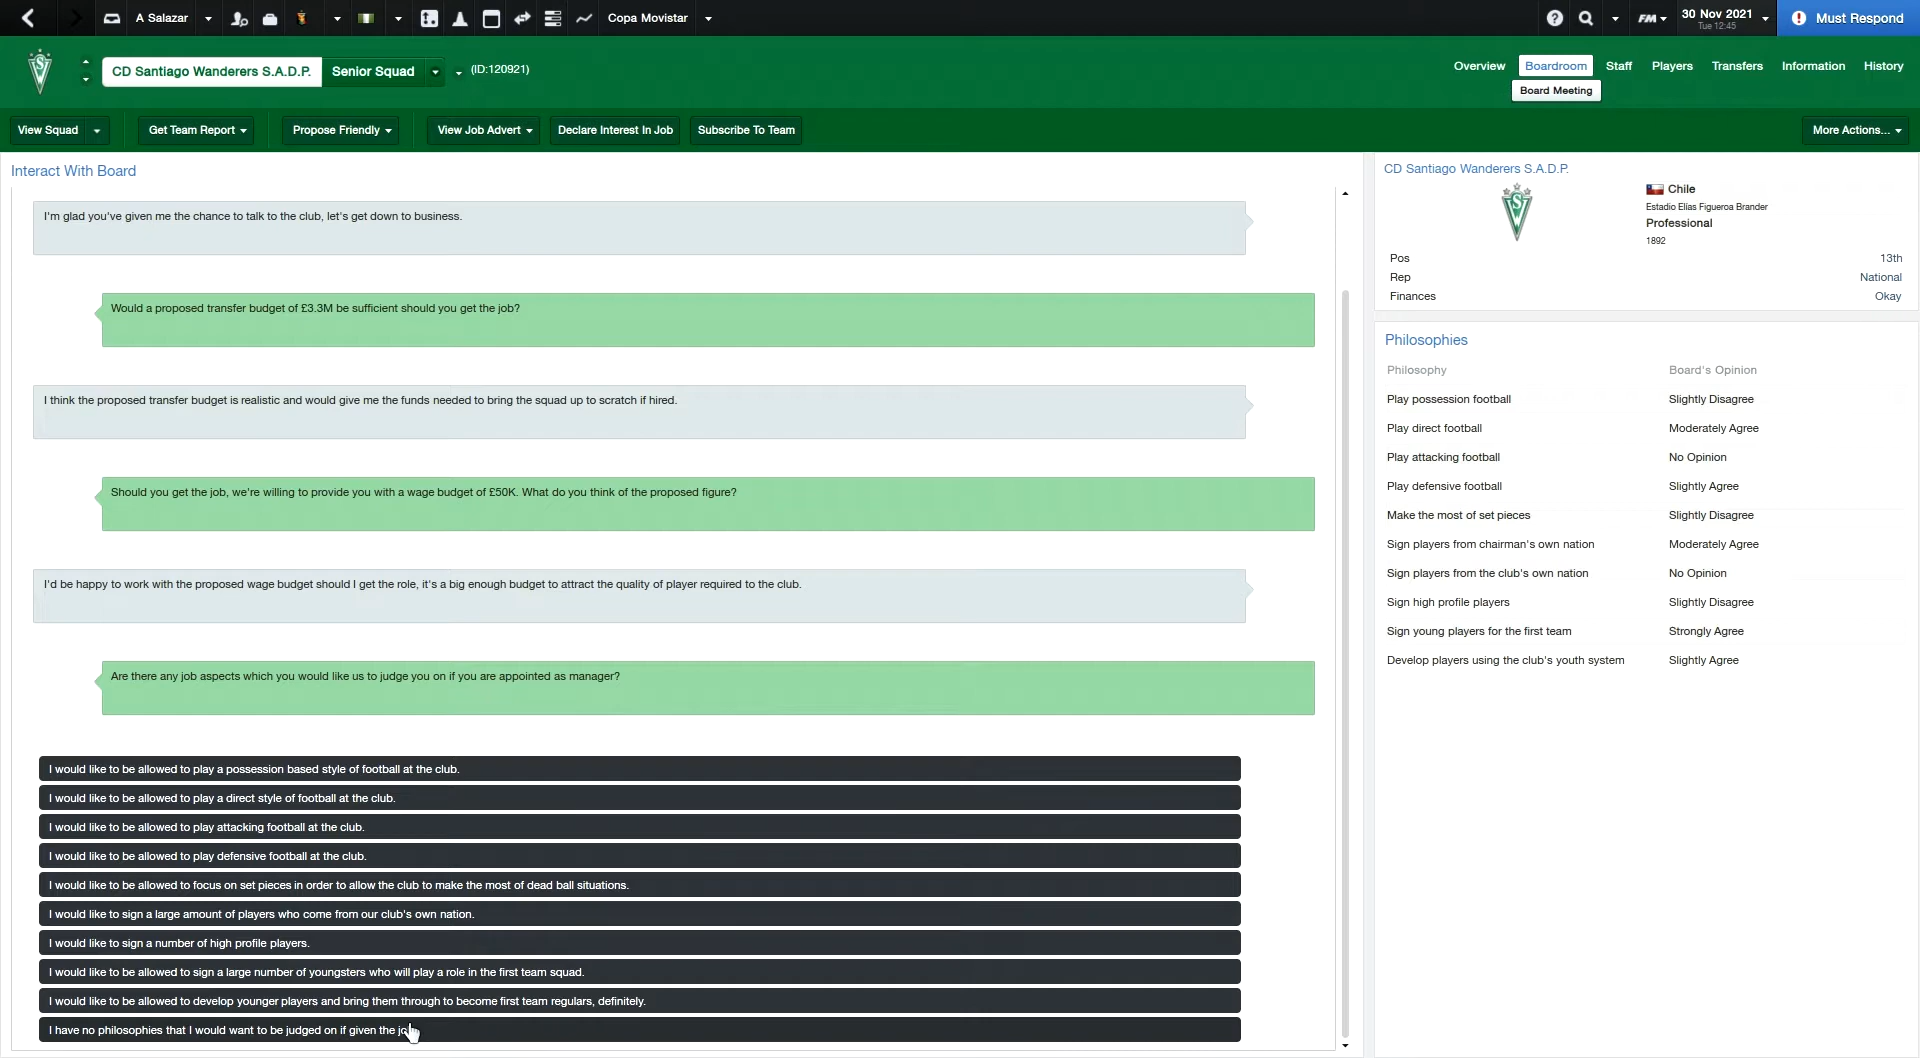 A Salazar
Copa Movistar
FM
30 Nov 2021
Tue 12:45
Must Respond
CD Santiago Wanderers S.A.D.P.
Senior Squad
(ID:120921)
Overview
Boardroom
Staff
Players
Transfers
Information
History
Board Meeting
View Squad
Get Team Report
Propose Friendly
View Job Advert
Declare Interest In Job
Subscribe To Team
More Actions...
Interact With Board
I'm glad you've given me the chance to talk to the club, let's get down to business.
Would a proposed transfer budget of £3.3M be sufficient should you get the job?
I think the proposed transfer budget is realistic and would give me the funds needed to bring the squad up to scratch if hired.
Should you get the job, we're willing to provide you with a wage budget of £50K. What do you think of the proposed figure?
I'd be happy to work with the proposed wage budget should I get the role, it's a big enough budget to attract the quality of player required to the club.
Are there any job aspects which you would like us to judge you on if you are appointed as manager?
I would like to be allowed to play a possession based style of football at the club.
I would like to be allowed to play a direct style of football at the club.
I would like to be allowed to play attacking football at the club.
I would like to be allowed to play defensive football at the club.
I would like to be allowed to focus on set pieces in order to allow the club to make the most of dead ball situations.
I would like to sign a large amount of players who come from our club's own nation.
I would like to sign a number of high profile players.
I would like to be allowed to sign a large number of youngsters who will play a role in the first team squad.
I would like to be allowed to develop younger players and bring them through to become first team regulars, definitely.
I have no philosophies that I would want to be judged on if given the
CD Santiago Wanderers S.A.D.P.
Chile
Estadio Elías Figueroa Brander
Professional
1892
Pos 13th
Rep National
Finances Okay
Philosophies
Philosophy Board's Opinion
Play possession football Slightly Disagree
Play direct football Moderately Agree
Play attacking football No Opinion
Play defensive football Slightly Agree
Make the most of set pieces Slightly Disagree
Sign players from chairman's own nation Moderately Agree
Sign players from the club's own nation No Opinion
Sign high profile players Slightly Disagree
Sign young players for the first team Strongly Agree
Develop players using the club's youth system Slightly Agree